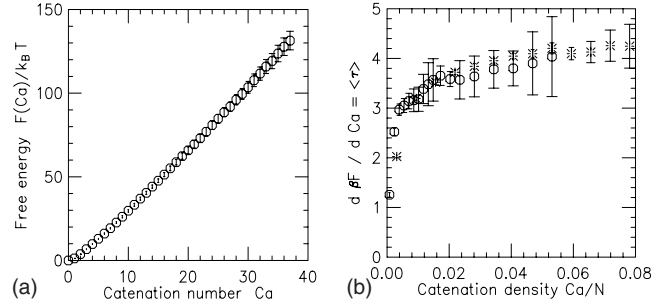 150
100
50
0
Free energy F(Ca)/k_B T
0 10 20 30 40
Catenation number Ca
(a)
5
4
3
2
1
0
d βF / d Ca = <τ>
0.00 0.02 0.04 0.06 0.08
Catenation density Ca/N
(b)